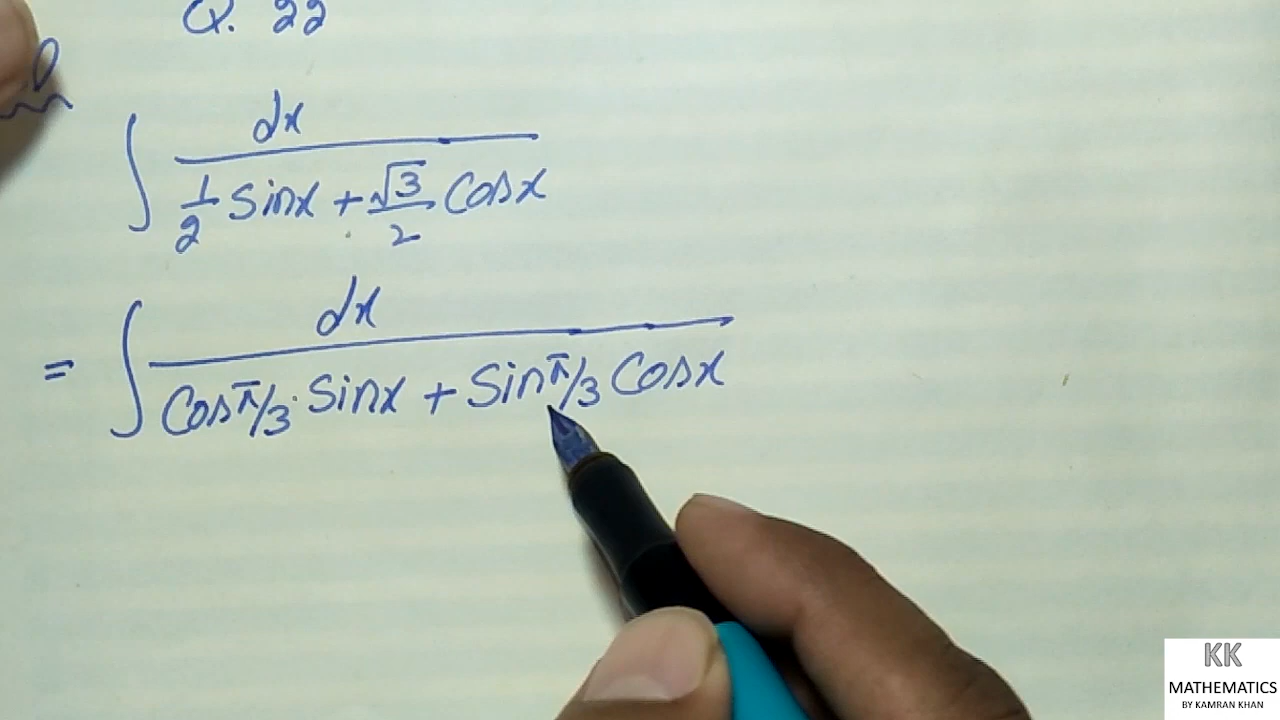 Q. 22
∫ dx / (1/2 Sinx + √3/2 Cosx)
= ∫ dx / (Cosπ/3 · Sinx + Sinπ/3 Cosx)
KK
MATHEMATICS
BY KAMRAN KHAN